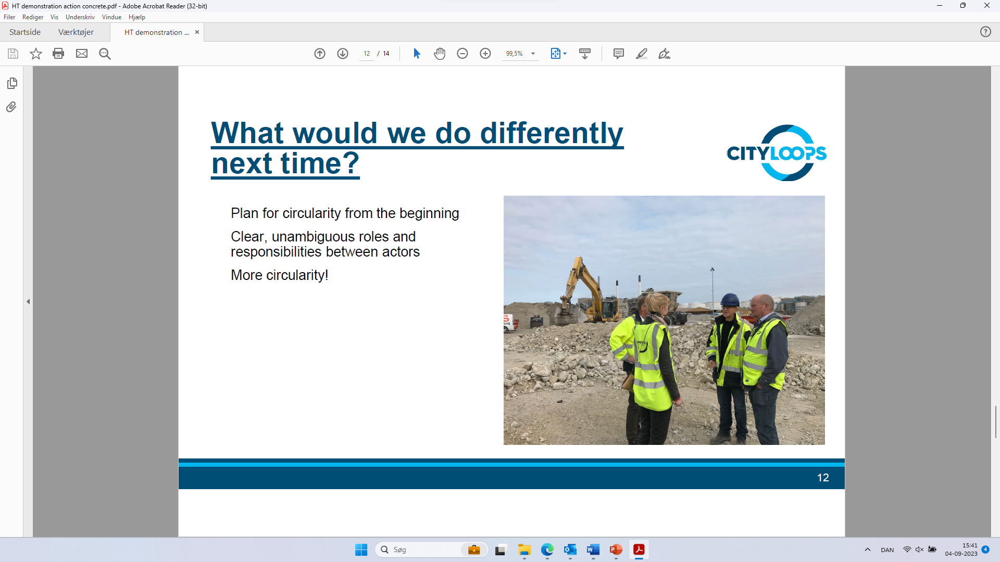 HT demonstration action concrete.pdf - Adobe Acrobat Reader (32-bit)
Filer Rediger Vis Underskriv Vindue Hjælp
Startside Værktøjer HT demonstration ...
12 / 14 99,5%
What would we do differently
next time?
CITYLOOPS
Plan for circularity from the beginning
Clear, unambiguous roles and
responsibilities between actors
More circularity!
12
Søg
DAN
15:41
04-09-2023
4